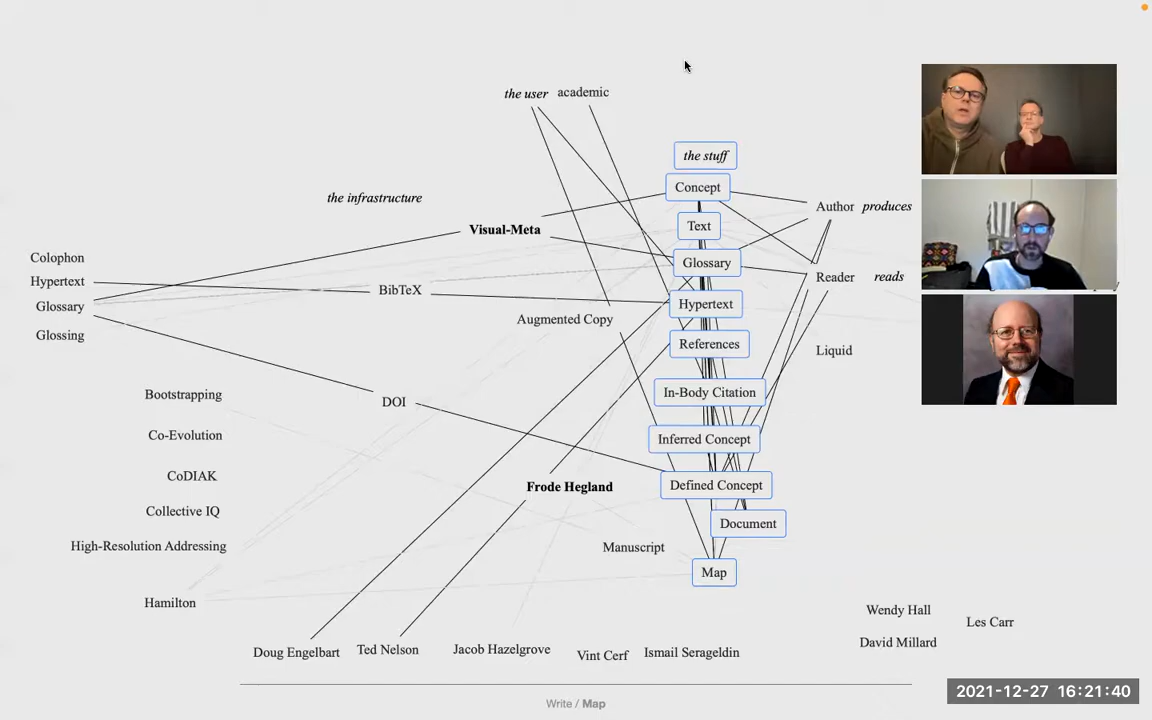 the user academic
the stuff
Concept
the infrastructure
Author produces
Text
Visual-Meta
Colophon
Glossary
Hypertext
Reader reads
BibTeX
Glossary
Hypertext
Augmented Copy
Glossing
References
Liquid
Bootstrapping
In-Body Citation
DOI
Co-Evolution
Inferred Concept
CoDIAK
Defined Concept
Frode Hegland
Collective IQ
Document
High-Resolution Addressing
Manuscript
Map
Hamilton
Wendy Hall
Les Carr
David Millard
Doug Engelbart
Ted Nelson
Jacob Hazelgrove
Vint Cerf
Ismail Serageldin
2021-12-27 16:21:40
Write / Map